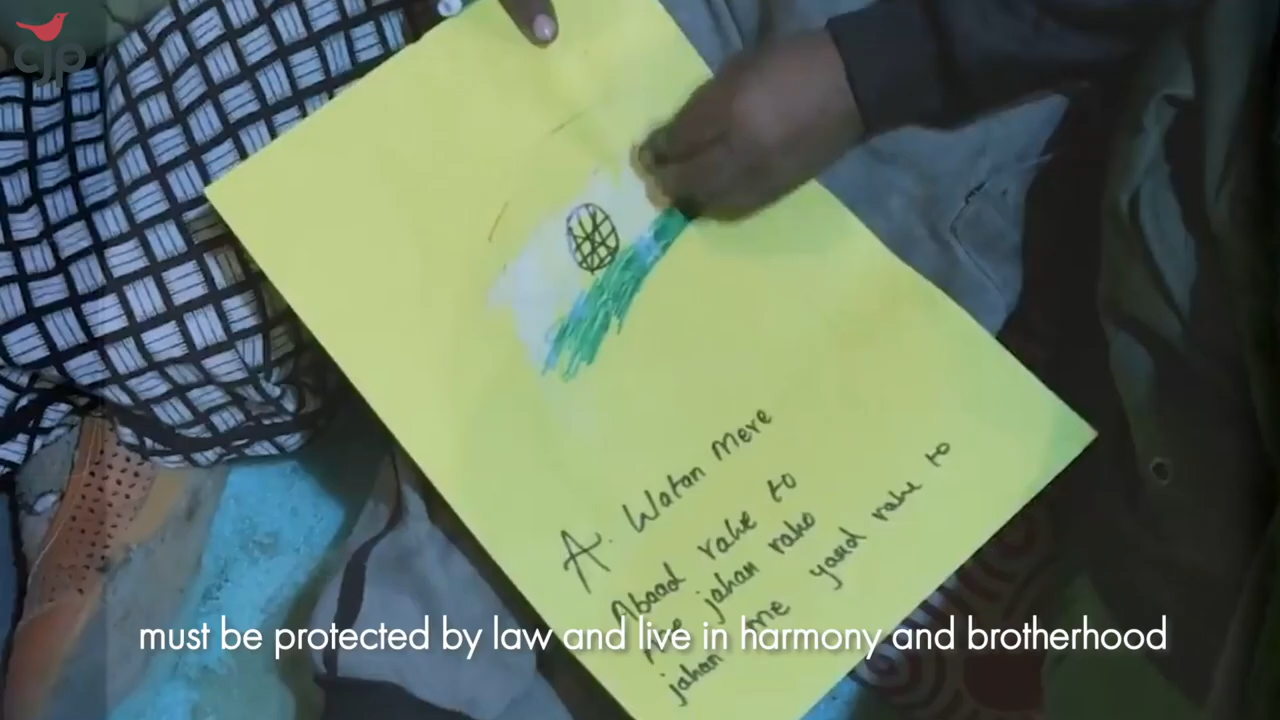 cjp
A. Watan mere
Abaad rahe to
jahan raho
jahan me yaad rahe to
must be protected by law and live in harmony and brotherhood